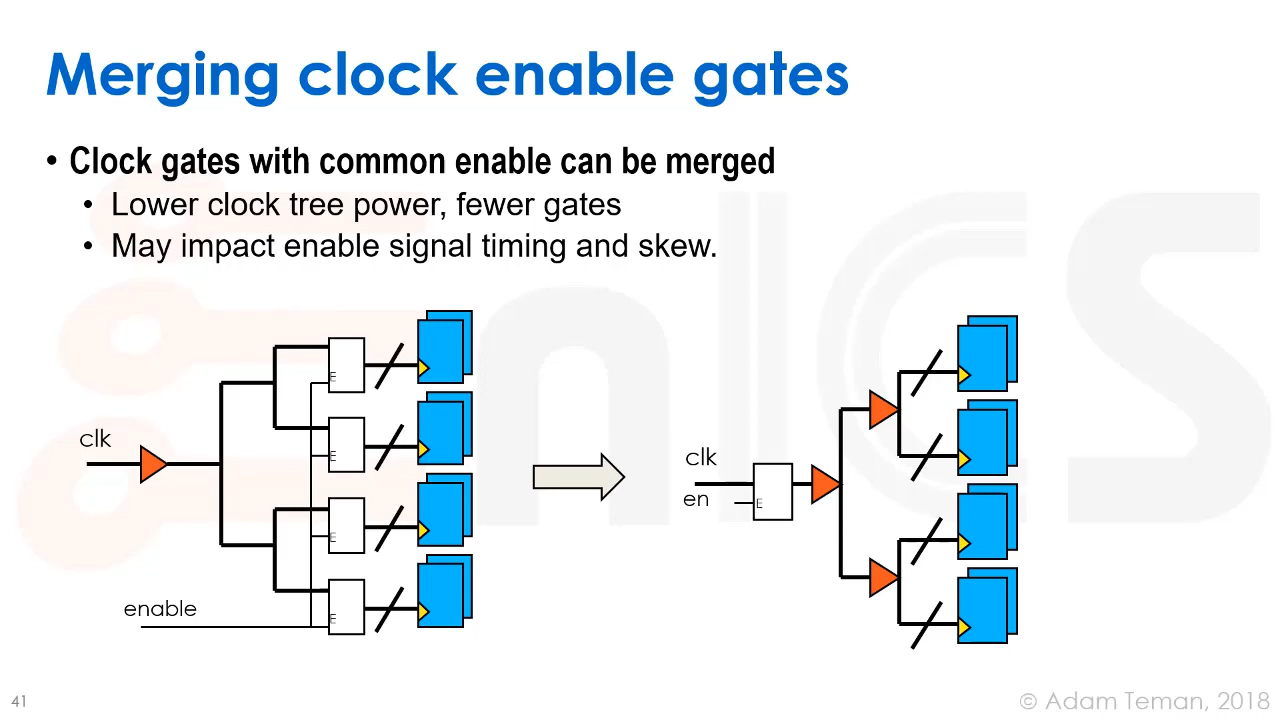 Merging clock enable gates
• Clock gates with common enable can be merged
• Lower clock tree power, fewer gates
• May impact enable signal timing and skew.
clk
enable
E
E
E
E
clk
en
E
nICS
41
© Adam Teman, 2018